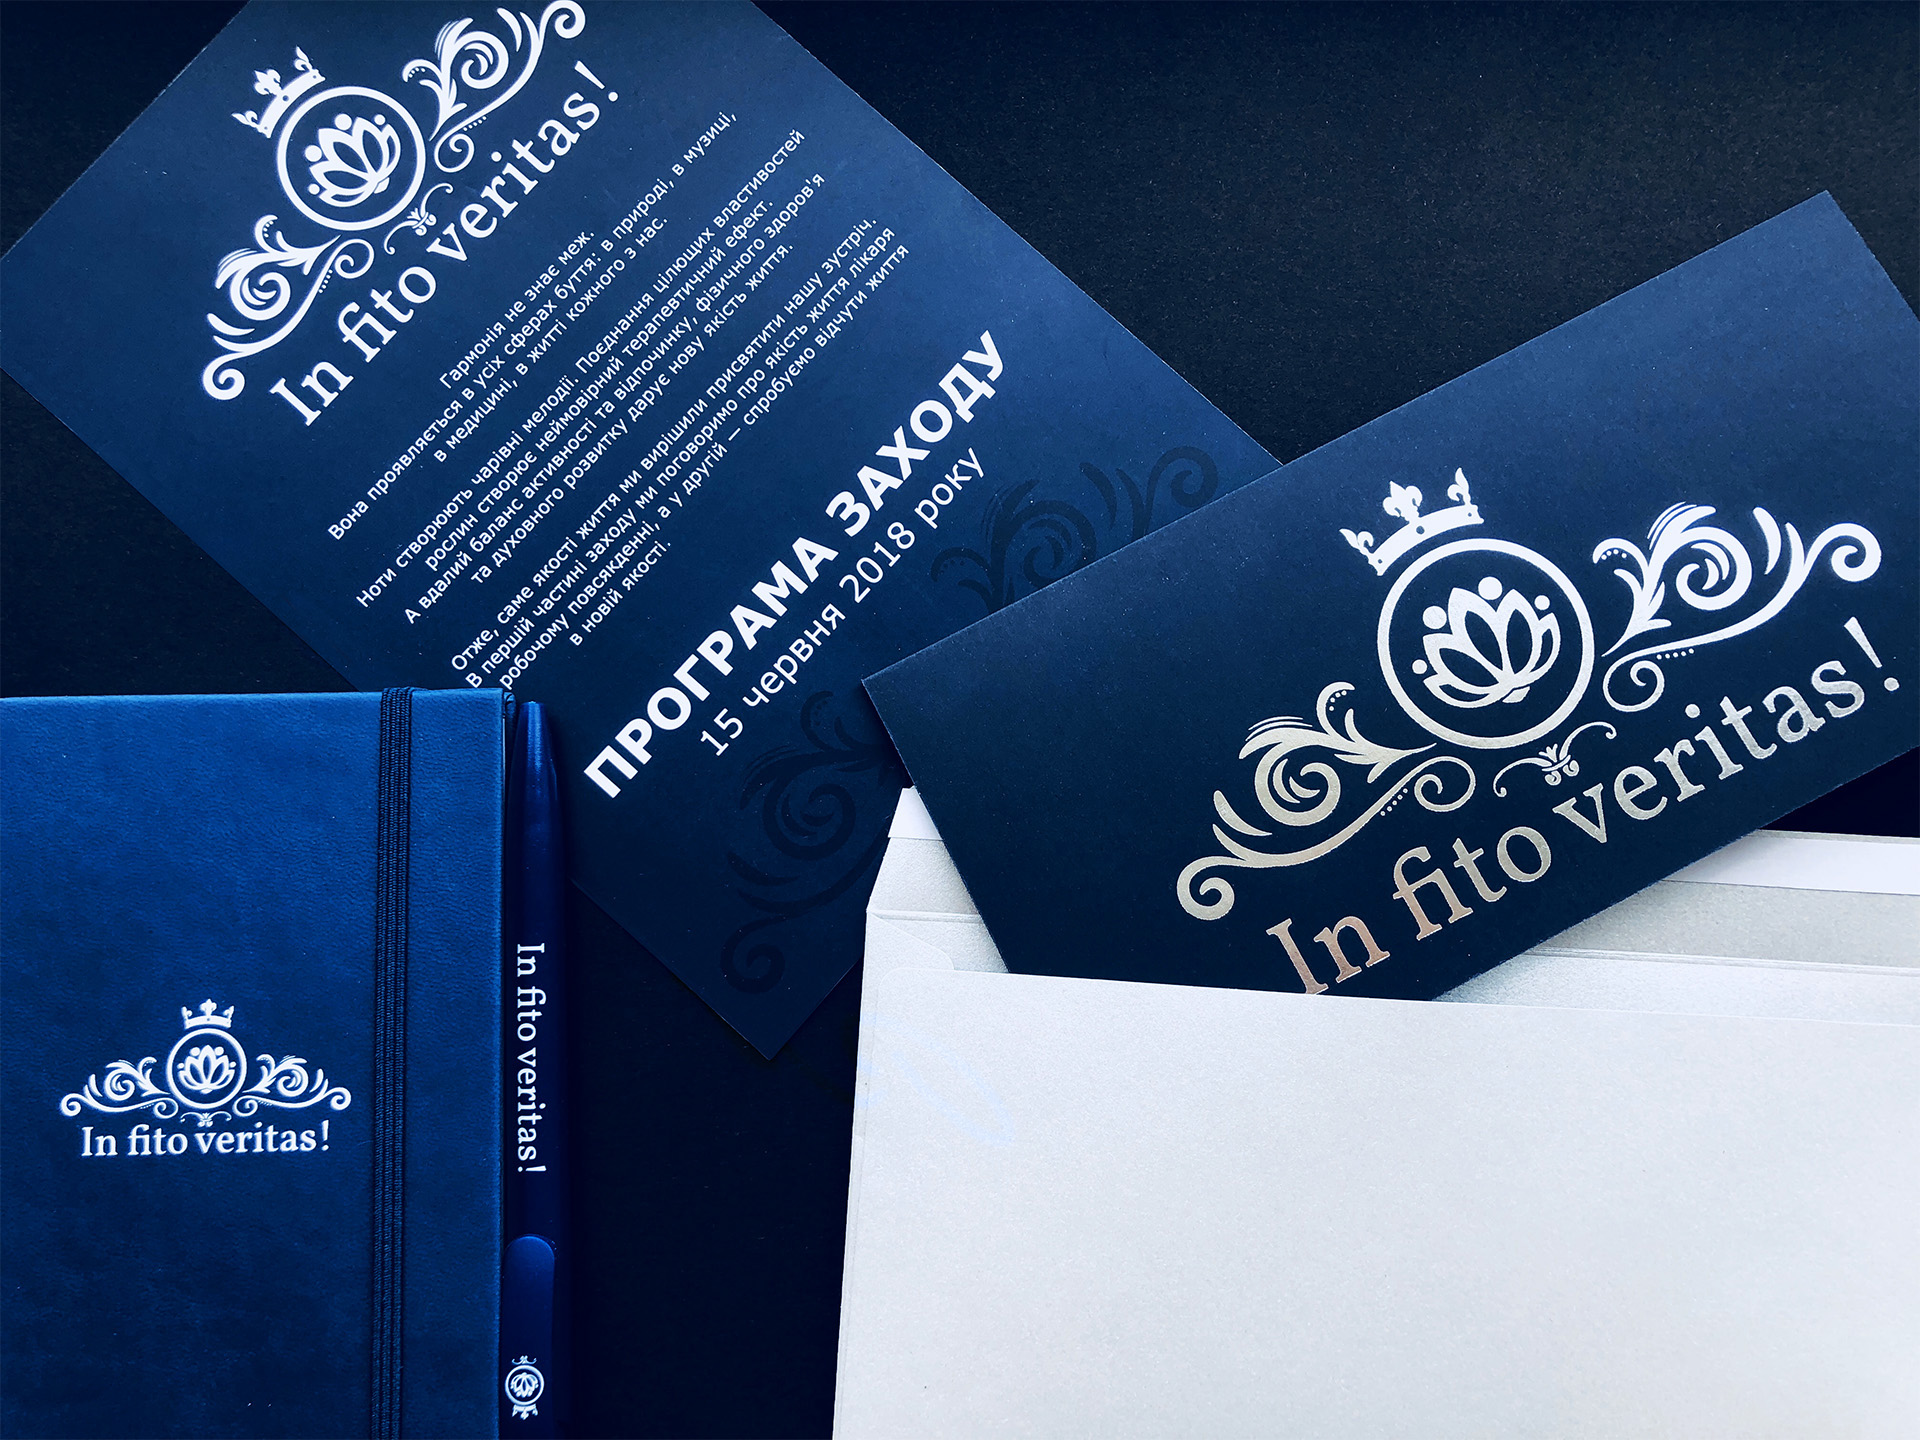 In fito veritas!
Гармонія не знає меж.
Вона проявляється в усіх сферах буття: в природі, в музиці,
в медицині, в житті кожного з нас.
Ноти створюють чарівні мелодії. Поєднання цілющих властивостей
рослин створює неймовірний терапевтичний ефект.
А вдалий баланс активності та відпочинку, фізичного здоров'я
та духовного розвитку дарує нову якість життя.
Отже, саме якості життя ми вирішили присвятити нашу зустріч.
В першій частині заходу ми поговоримо про якість життя лікаря
робочому повсякденні, а у другій — спробуємо відчути життя
в новій якості.
ПРОГРАМА ЗАХОДУ
15 червня 2018 року
In fito veritas!
In fito veritas!
In fito veritas!